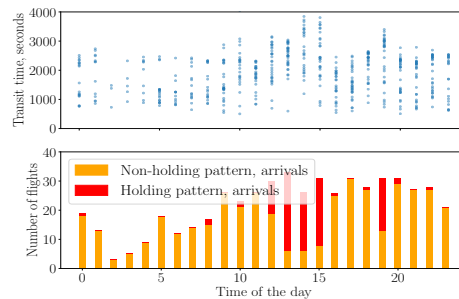 4000
3000
2000
1000
0
Transit time, seconds
40
30
20
10
0
Number of flights
Non-holding pattern, arrivals
Holding pattern, arrivals
0 5 10 15 20
Time of the day